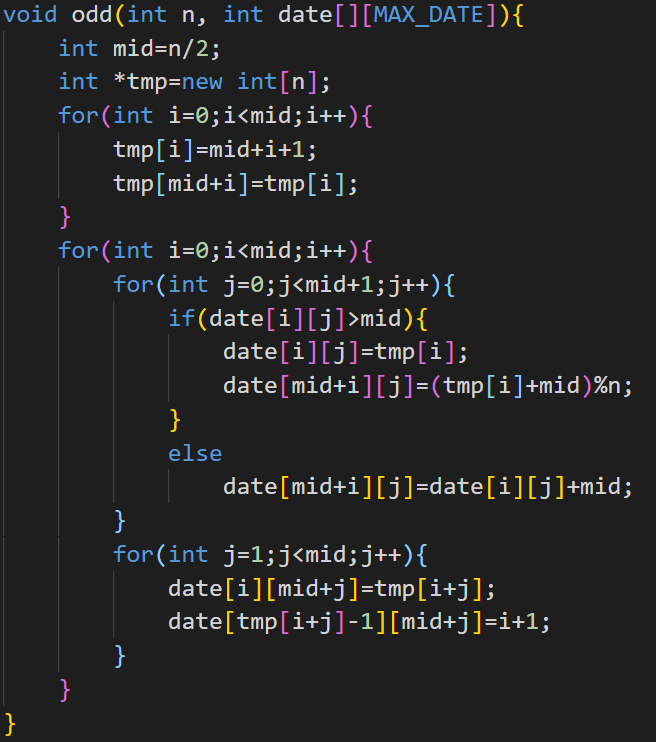 void odd(int n, int date[][MAX_DATE]){
    int mid=n/2;
    int *tmp=new int[n];
    for(int i=0;i<mid;i++){
        tmp[i]=mid+i+1;
        tmp[mid+i]=tmp[i];
    }
    for(int i=0;i<mid;i++){
        for(int j=0;j<mid+1;j++){
            if(date[i][j]>mid){
                date[i][j]=tmp[i];
                date[mid+i][j]=(tmp[i]+mid)%n;
            }
            else
                date[mid+i][j]=date[i][j]+mid;
        }
        for(int j=1;j<mid;j++){
            date[i][mid+j]=tmp[i+j];
            date[tmp[i+j]-1][mid+j]=i+1;
        }
    }
}